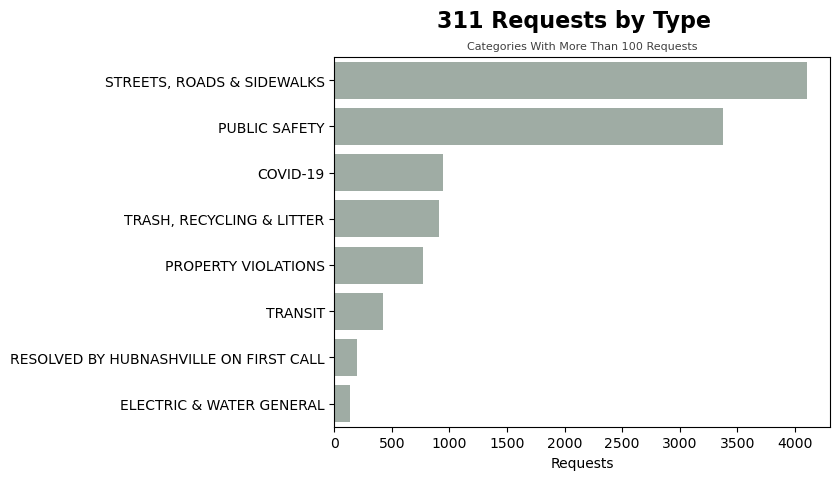 311 Requests by Type
Categories With More Than 100 Requests
STREETS, ROADS & SIDEWALKS
PUBLIC SAFETY
COVID-19
TRASH, RECYCLING & LITTER
PROPERTY VIOLATIONS
TRANSIT
RESOLVED BY HUBNASHVILLE ON FIRST CALL
ELECTRIC & WATER GENERAL
0 500 1000 1500 2000 2500 3000 3500 4000
Requests